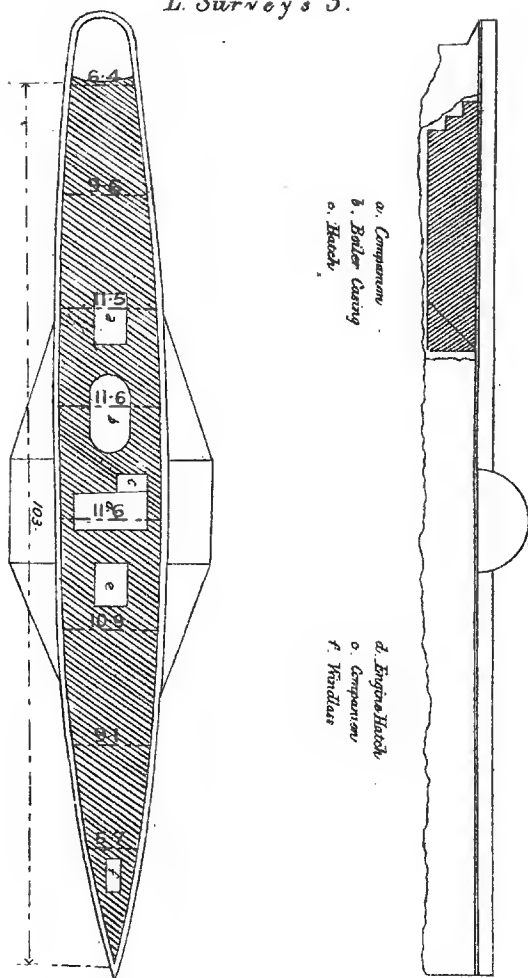 L. Surveys 5.
6·4
9·6
11·5
a
11·6
b
c
11·6
d
103.
e
10·9
9·1
5·7
f
a. Companion
b. Boiler Casing
c. Hatch
d. Engine Hatch
e. Companion
f. Windlass